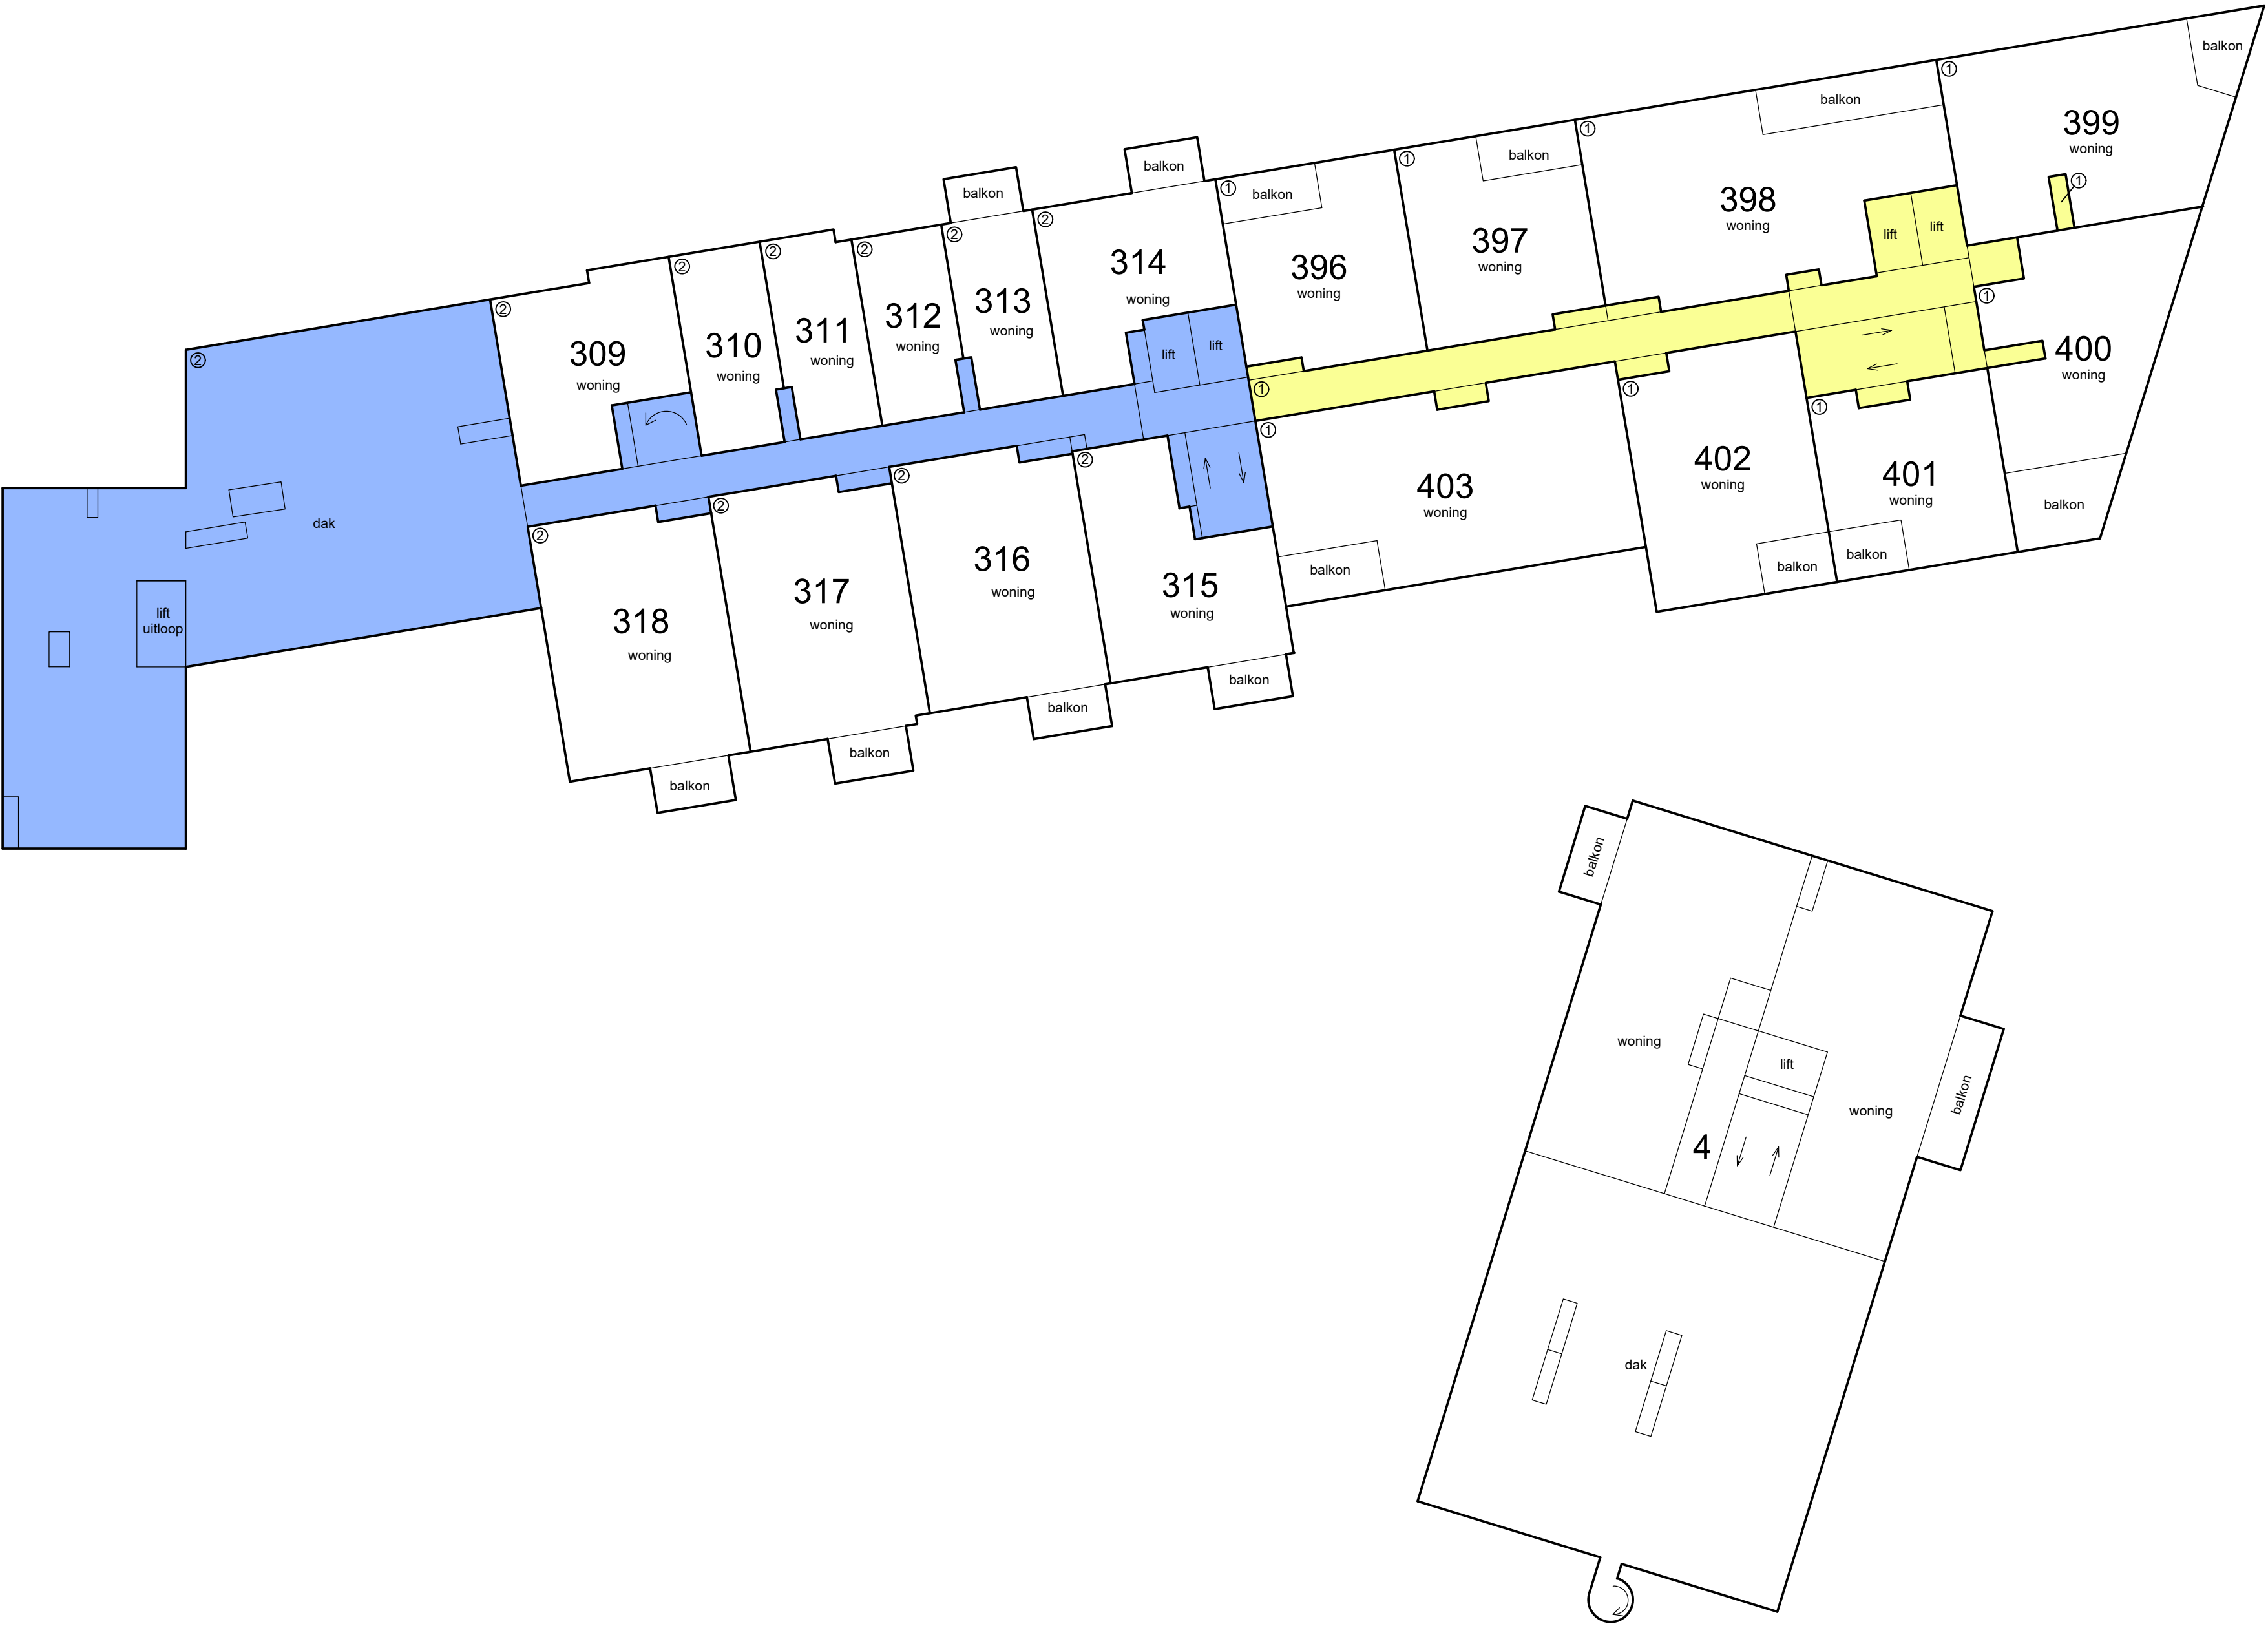 balkon
①
balkon
399
woning
①
①
balkon
398
woning
lift
lift
①
400
woning
balkon
①
balkon
397
woning
①
balkon
396
woning
balkon
②
314
woning
lift
lift
balkon
②
313
woning
②
312
woning
②
311
woning
②
310
woning
②
309
woning
②
dak
lift
uitloop
②
318
woning
balkon
②
317
woning
balkon
②
316
woning
balkon
②
315
woning
balkon
①
①
403
woning
balkon
①
402
woning
balkon
①
401
woning
balkon
balkon
woning
lift
woning
balkon
4
dak